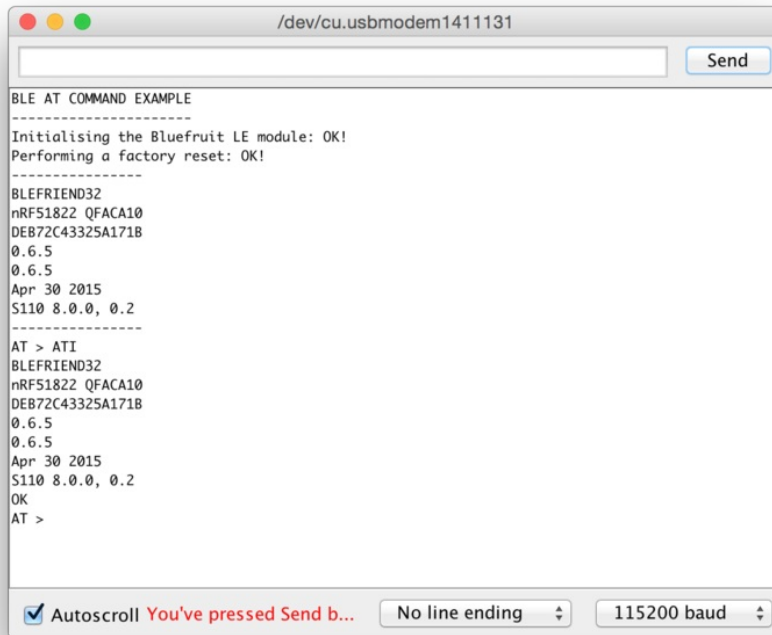 /dev/cu.usbmodem1411131
Send
BLE AT COMMAND EXAMPLE
---------------------
Initialising the Bluefruit LE module: OK!
Performing a factory reset: OK!
----------------
BLEFRIEND32
nRF51822 QFACA10
DEB72C43325A171B
0.6.5
0.6.5
Apr 30 2015
S110 8.0.0, 0.2
----------------
AT > ATI
BLEFRIEND32
nRF51822 QFACA10
DEB72C43325A171B
0.6.5
0.6.5
Apr 30 2015
S110 8.0.0, 0.2
OK
AT >
Autoscroll You've pressed Send b... No line ending 115200 baud